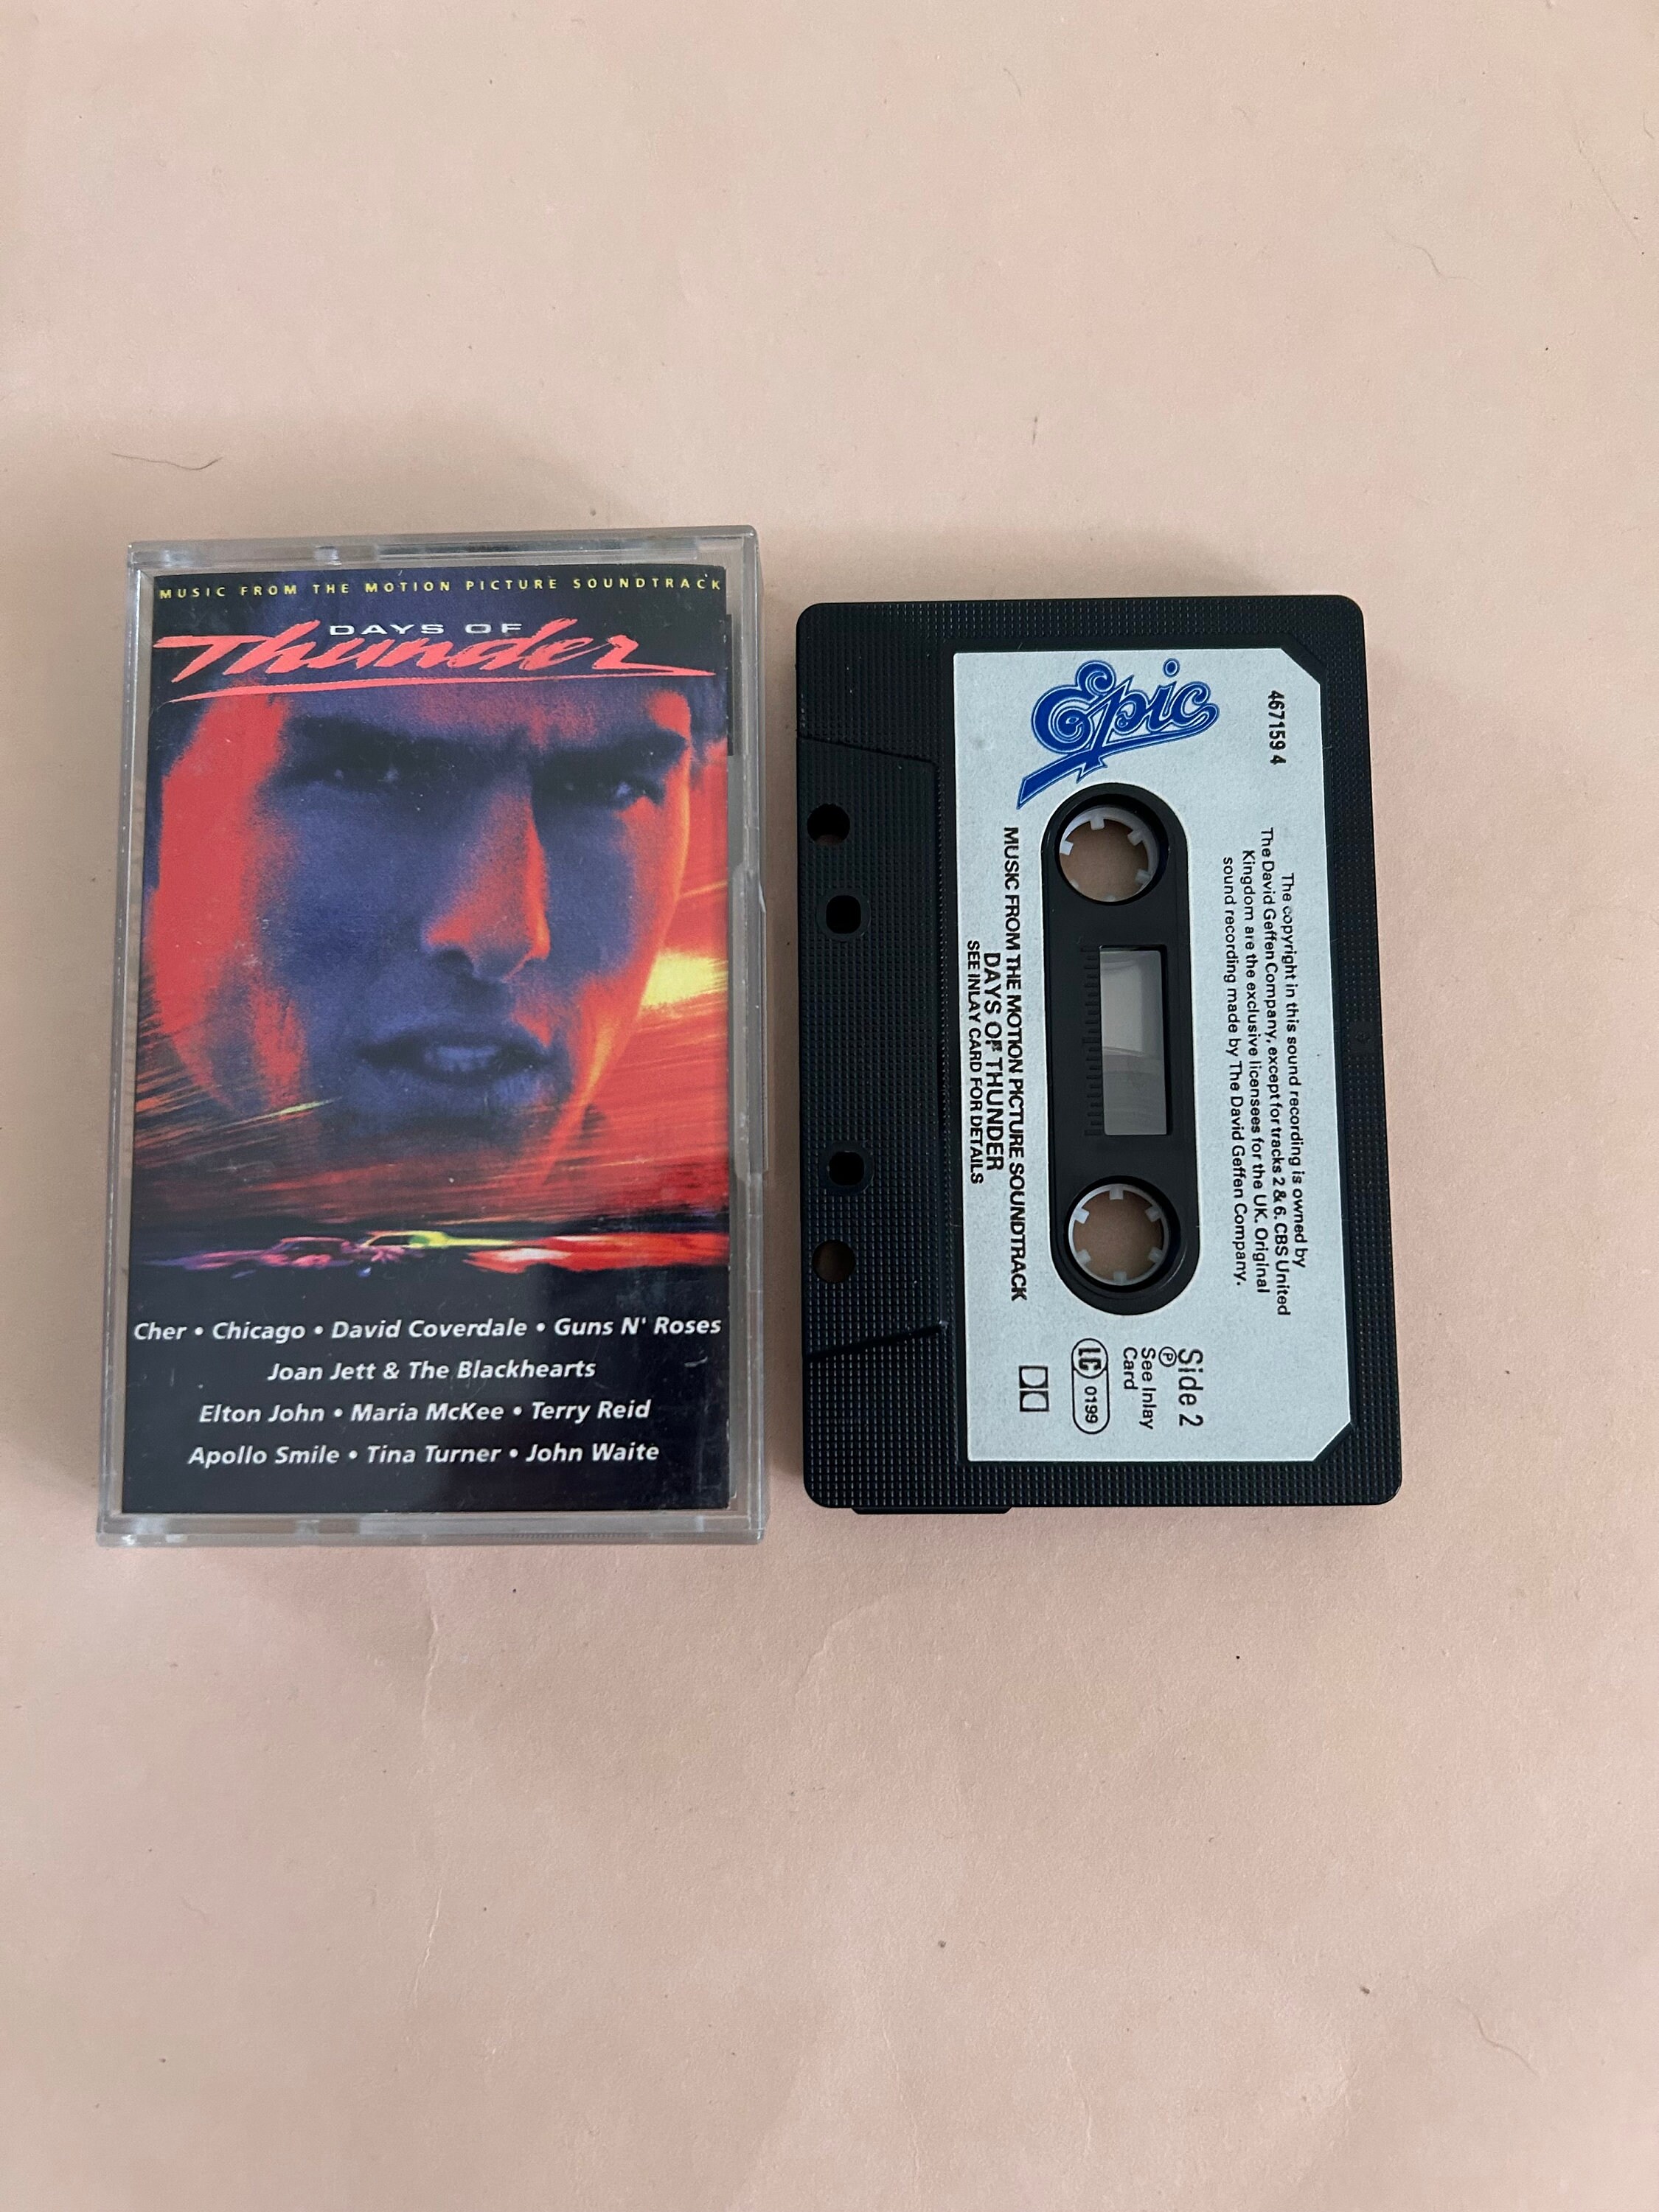 MUSIC FROM THE MOTION PICTURE SOUNDTRACK
DAYS OF
Thunder
Cher • Chicago • David Coverdale • Guns N' Roses
Joan Jett & The Blackhearts
Elton John • Maria McKee • Terry Reid
Apollo Smile • Tina Turner • John Waite
467159 4
The copyright in this sound recording is owned by
The David Geffen Company, except for tracks 2 & 6. CBS United
Kingdom are the exclusive licensees for the UK. Original
sound recording made by The David Geffen Company.
Epic
Side 2
Ⓟ
See Inlay
Card
LC 0199
MUSIC FROM THE MOTION PICTURE SOUNDTRACK
DAYS OF THUNDER
SEE INLAY CARD FOR DETAILS